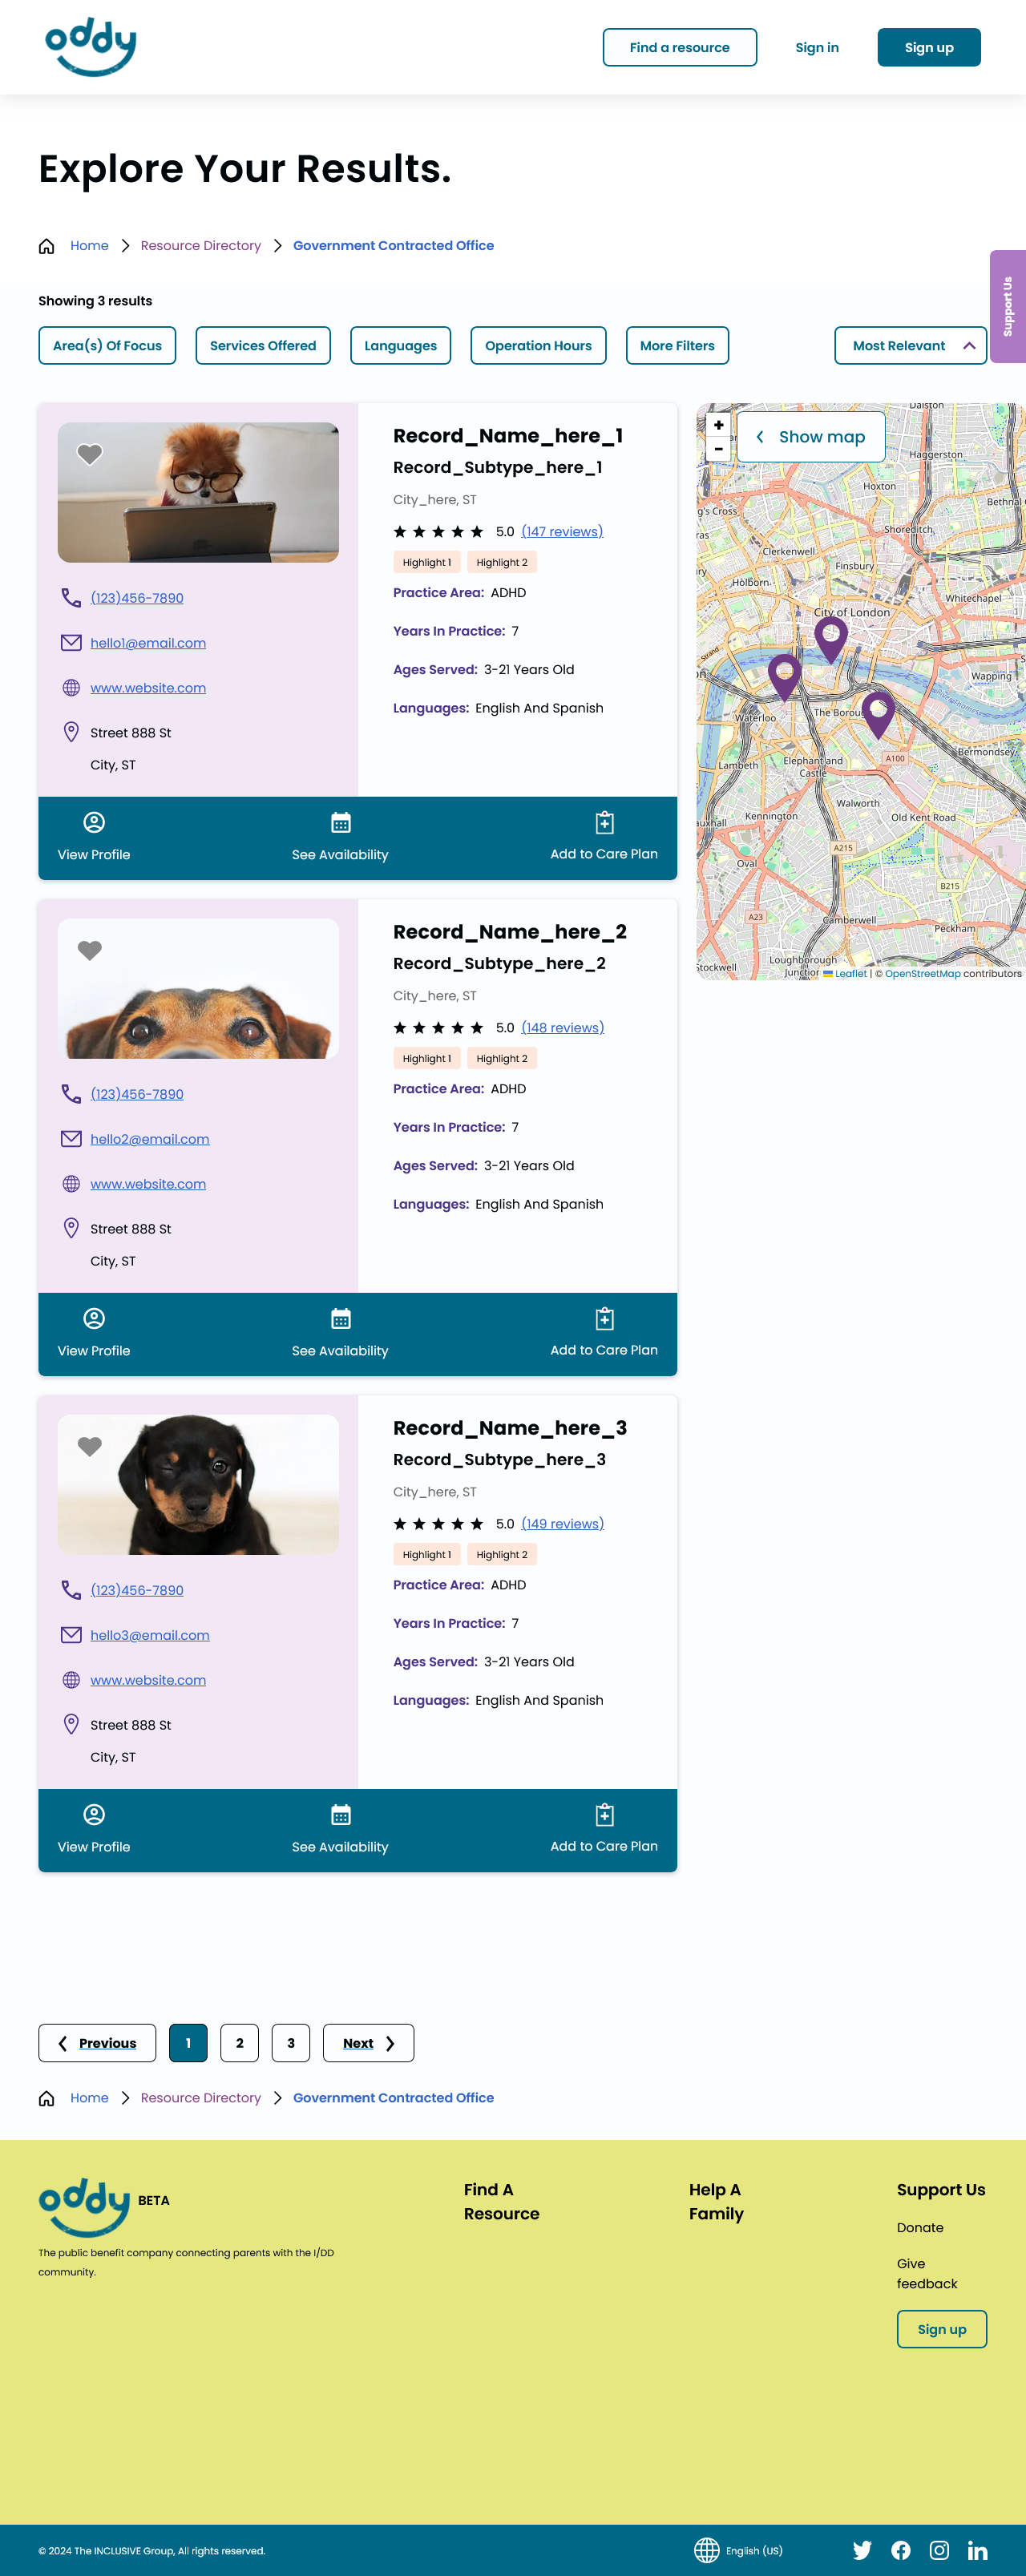 oddy
Find a resource
Sign in
Sign up
Explore Your Results.
Home
Resource Directory
Government Contracted Office
Support Us
Showing 3 results
Area(s) Of Focus
Services Offered
Languages
Operation Hours
More Filters
Most Relevant
Record_Name_here_1
Record_Subtype_here_1
City_here, ST
5.0 (147 reviews)
Highlight 1
Highlight 2
Practice Area: ADHD
Years In Practice: 7
Ages Served: 3-21 Years Old
Languages: English And Spanish
(123)456-7890
hello1@email.com
www.website.com
Street 888 St
City, ST
View Profile
See Availability
Add to Care Plan
+
-
Show map
Dalston
Haggerston
Hoxton
Bethnal
g's Cross
Shoreditch
ras
Clerkenwell
Finsbury
Holborn
Whitechapel
City of London
Strand
Wapping
Waterloo
The Borough
Bermondsey
A100
Lambeth
Elephant and
Castle
Walworth
Kennington
Old Kent Road
auxhall
A215
Oval
B215
A23
Camberwell
Peckham
Loughborough
Junction
Stockwell
Leaflet | © OpenStreetMap contributors
Record_Name_here_2
Record_Subtype_here_2
City_here, ST
5.0 (148 reviews)
Highlight 1
Highlight 2
Practice Area: ADHD
Years In Practice: 7
Ages Served: 3-21 Years Old
Languages: English And Spanish
(123)456-7890
hello2@email.com
www.website.com
Street 888 St
City, ST
View Profile
See Availability
Add to Care Plan
Record_Name_here_3
Record_Subtype_here_3
City_here, ST
5.0 (149 reviews)
Highlight 1
Highlight 2
Practice Area: ADHD
Years In Practice: 7
Ages Served: 3-21 Years Old
Languages: English And Spanish
(123)456-7890
hello3@email.com
www.website.com
Street 888 St
City, ST
View Profile
See Availability
Add to Care Plan
Previous
1
2
3
Next
Home
Resource Directory
Government Contracted Office
oddy BETA
The public benefit company connecting parents with the I/DD
community.
Find A
Resource
Help A
Family
Support Us
Donate
Give
feedback
Sign up
© 2024 The INCLUSIVE Group, All rights reserved.
English (US)